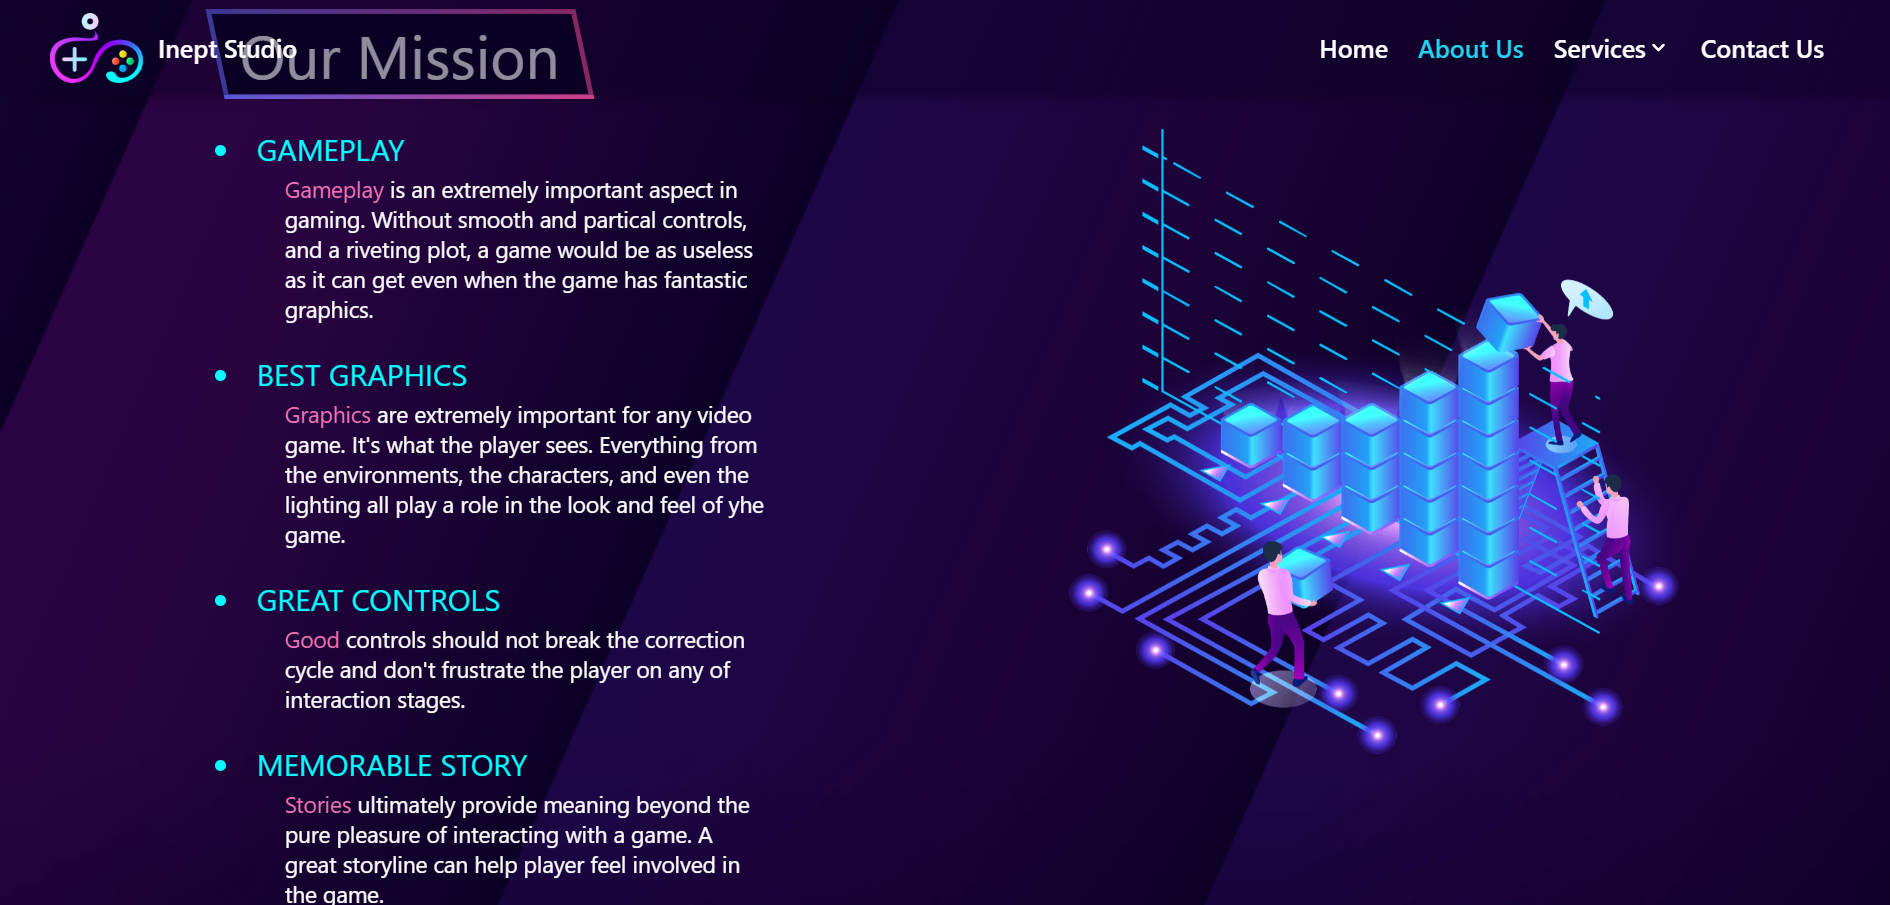 Inept Studio
Home
About Us
Services
Contact Us
Our Mission
GAMEPLAY
Gameplay is an extremely important aspect in
gaming. Without smooth and partical controls,
and a riveting plot, a game would be as useless
as it can get even when the game has fantastic
graphics.
BEST GRAPHICS
Graphics are extremely important for any video
game. It's what the player sees. Everything from
the environments, the characters, and even the
lighting all play a role in the look and feel of yhe
game.
GREAT CONTROLS
Good controls should not break the correction
cycle and don't frustrate the player on any of
interaction stages.
MEMORABLE STORY
Stories ultimately provide meaning beyond the
pure pleasure of interacting with a game. A
great storyline can help player feel involved in
the game.